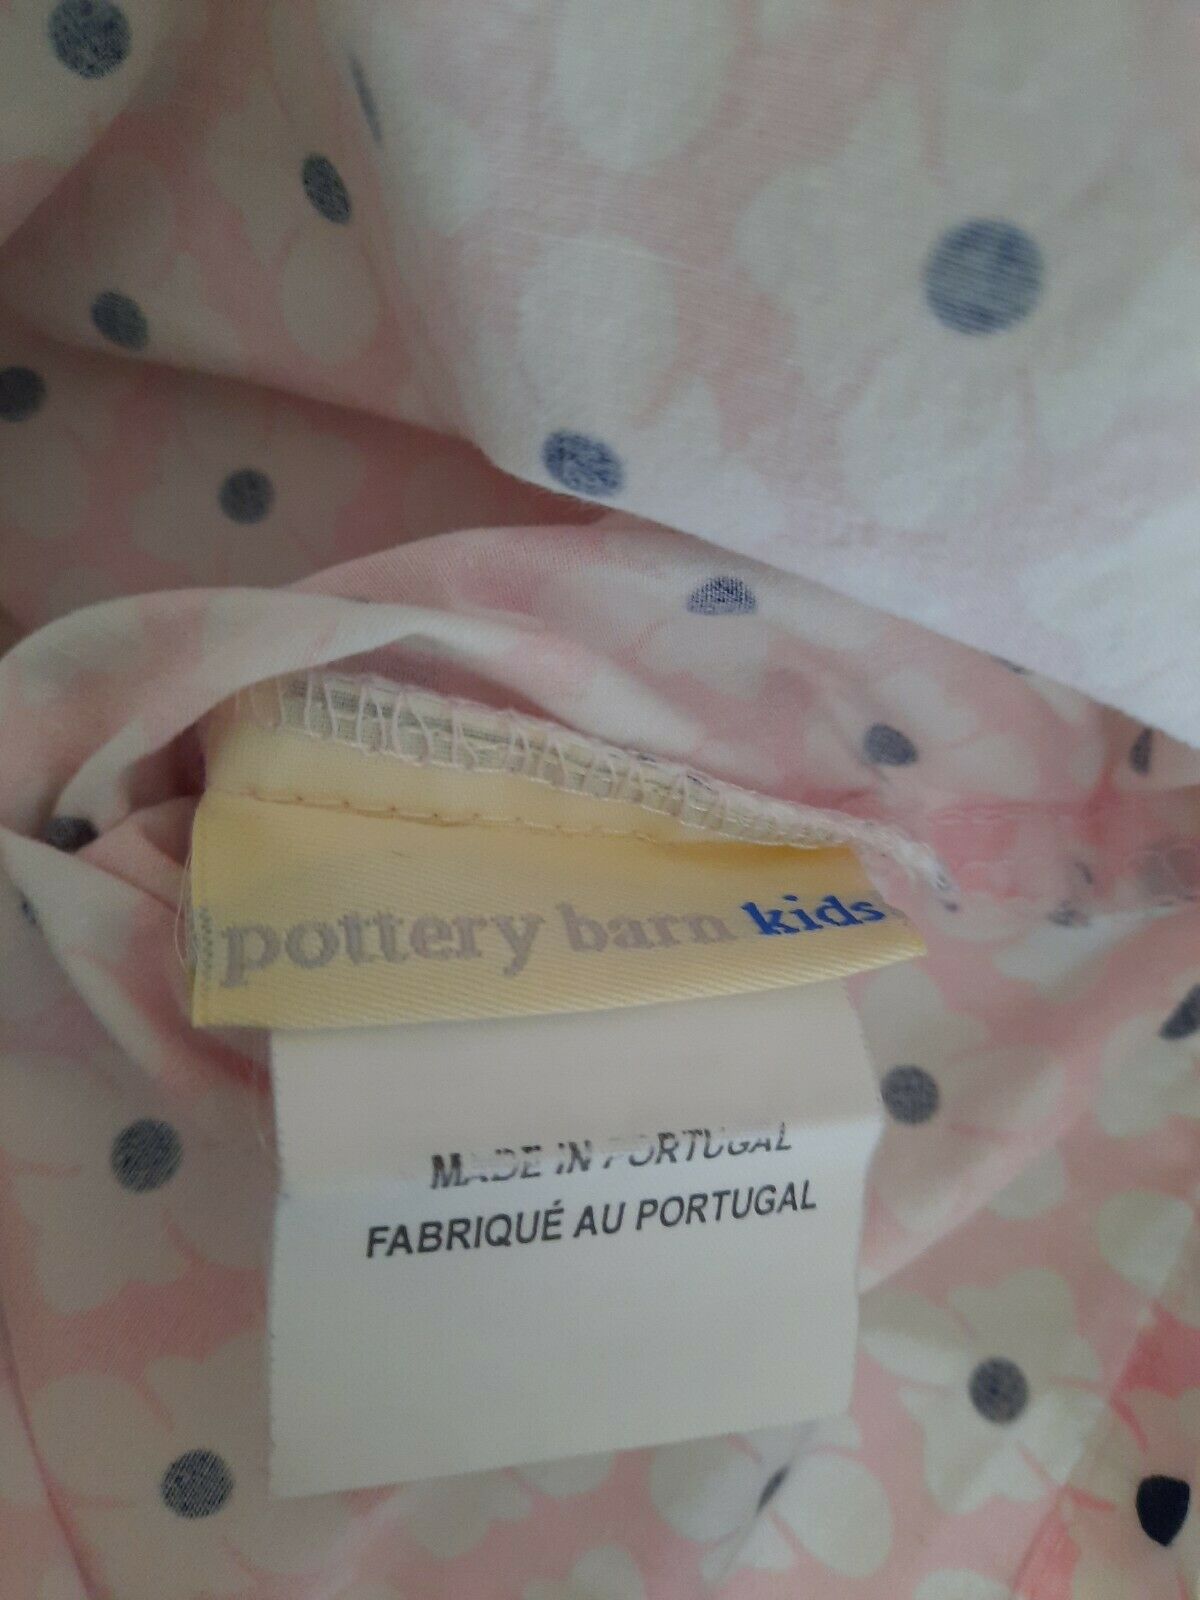 pottery barn kids
MADE IN PORTUGAL
FABRIQUÉ AU PORTUGAL